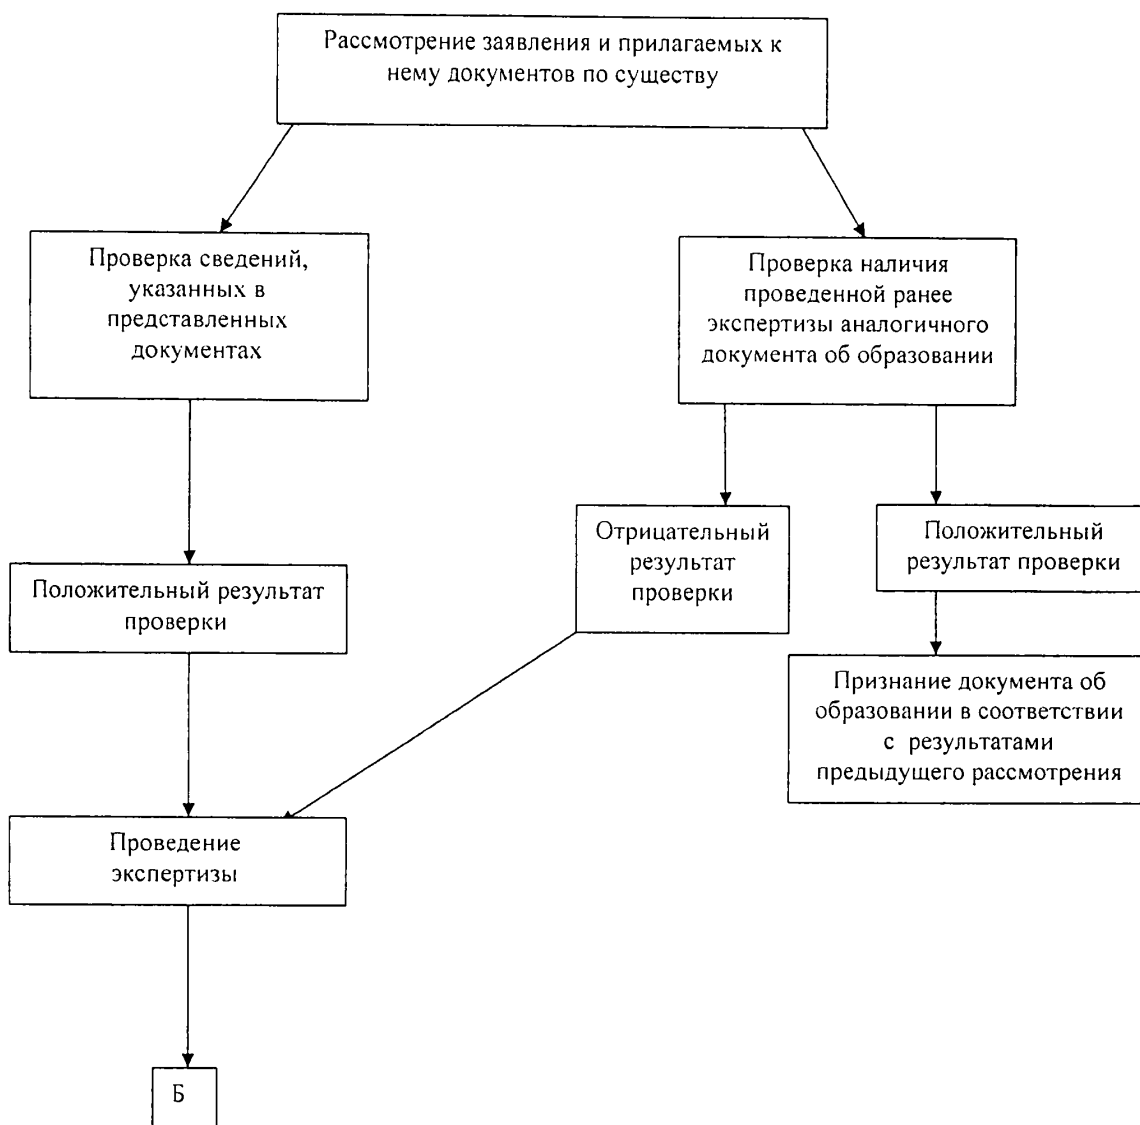 Рассмотрение заявления и прилагаемых к
нему документов по существу
Проверка сведений,
указанных в
представленных
документах
Проверка наличия
проведенной ранее
экспертизы аналогичного
документа об образовании
Отрицательный
результат
проверки
Положительный
результат проверки
Положительный результат
проверки
Признание документа об
образовании в соответствии
с результатами
предыдущего рассмотрения
Проведение
экспертизы
Б